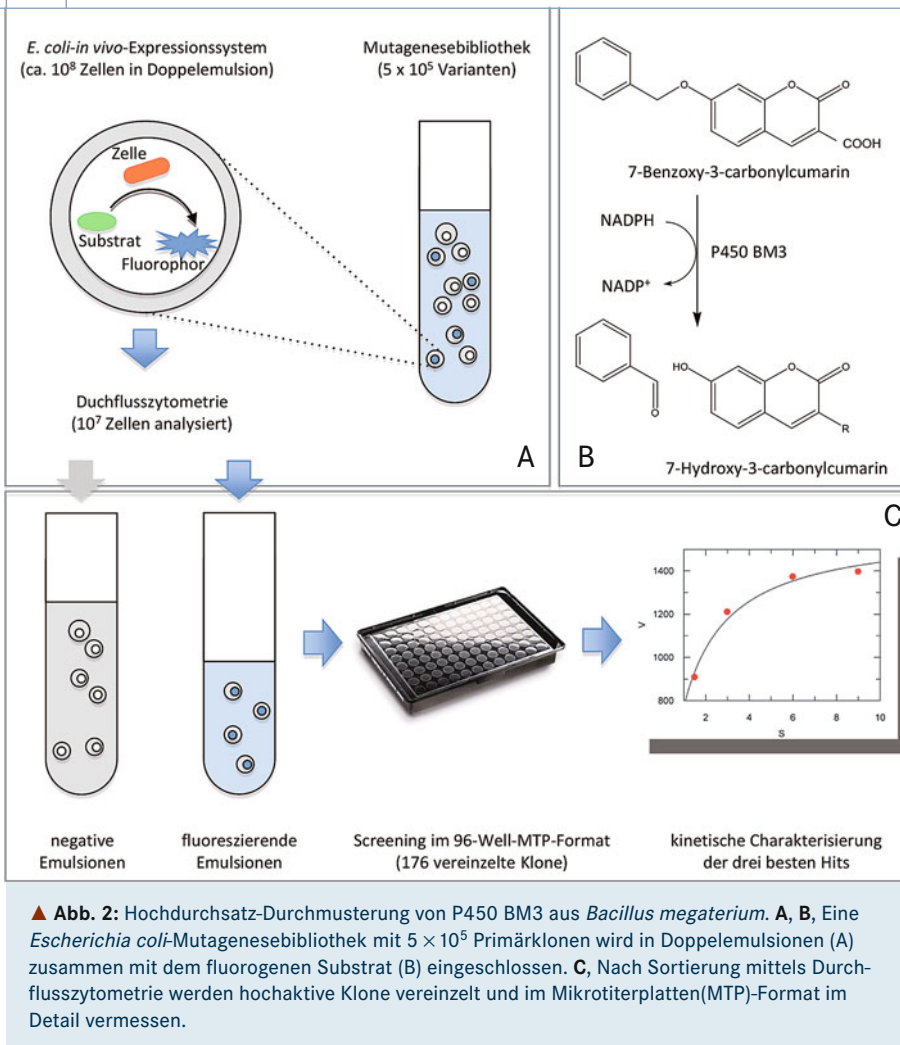 E. coli-in vivo-Expressionssystem
(ca. 10⁸ Zellen in Doppelemulsion)
Mutagenesebibliothek
(5 x 10⁵ Varianten)
Zelle
Substrat
Fluorophor
Duchflusszytometrie
(10⁷ Zellen analysiert)
A
B
O
O
O
COOH
7-Benzoxy-3-carbonylcumarin
NADPH
P450 BM3
NADP⁺
O
HO
O
O
R
7-Hydroxy-3-carbonylcumarin
C
negative
Emulsionen
fluoreszierende
Emulsionen
Screening im 96-Well-MTP-Format
(176 vereinzelte Klone)
1400
1200
1000
800
V
2 4 6 8 10
S
kinetische Charakterisierung
der drei besten Hits
▲ Abb. 2: Hochdurchsatz-Durchmusterung von P450 BM3 aus Bacillus megaterium. A, B, Eine
Escherichia coli-Mutagenesebibliothek mit 5 × 10⁵ Primärklonen wird in Doppelemulsionen (A)
zusammen mit dem fluorogenen Substrat (B) eingeschlossen. C, Nach Sortierung mittels Durch-
flusszytometrie werden hochaktive Klone vereinzelt und im Mikrotiterplatten(MTP)-Format im
Detail vermessen.